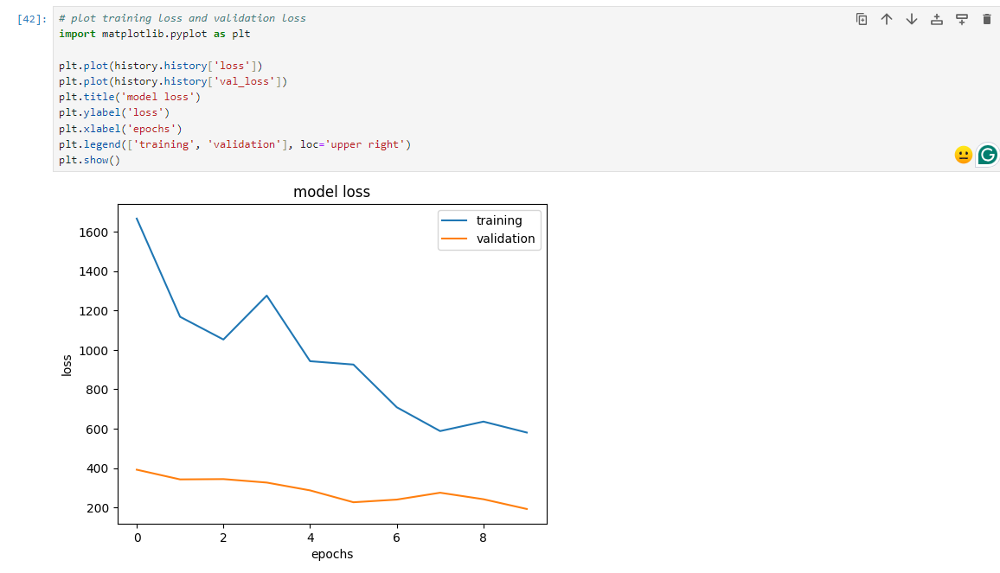 [42]:
# plot training loss and validation loss
import matplotlib.pyplot as plt
plt.plot(history.history['loss'])
plt.plot(history.history['val_loss'])
plt.title('model loss')
plt.ylabel('loss')
plt.xlabel('epochs')
plt.legend(['training', 'validation'], loc='upper right')
plt.show()
G
model loss
training
validation
1600
1400
1200
1000
800
600
400
200
loss
0 2 4 6 8
epochs